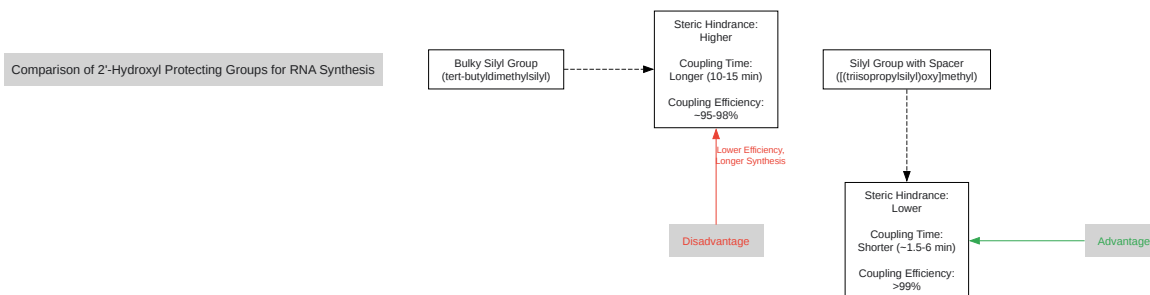 Comparison of 2'-Hydroxyl Protecting Groups for RNA Synthesis
Bulky Silyl Group
(tert-butyldimethylsilyl)
Steric Hindrance:
Higher
Coupling Time:
Longer (10-15 min)
Coupling Efficiency:
~95-98%
Silyl Group with Spacer
([(triisopropylsilyl)oxy]methyl)
Lower Efficiency,
Longer Synthesis
Disadvantage
Steric Hindrance:
Lower
Coupling Time:
Shorter (~1.5-6 min)
Coupling Efficiency:
>99%
Advantage